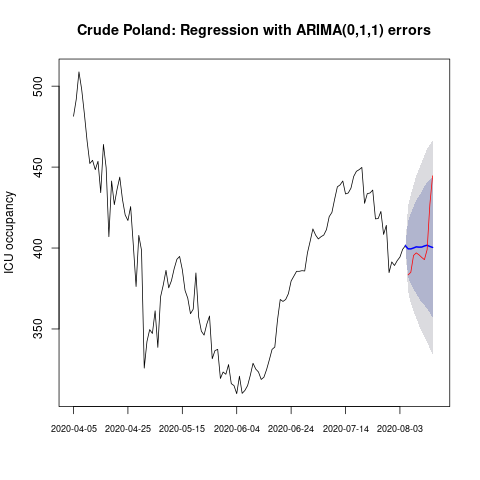 Crude Poland: Regression with ARIMA(0,1,1) errors
ICU occupancy
500
450
400
350
2020-04-05 2020-04-25 2020-05-15 2020-06-04 2020-06-24 2020-07-14 2020-08-03